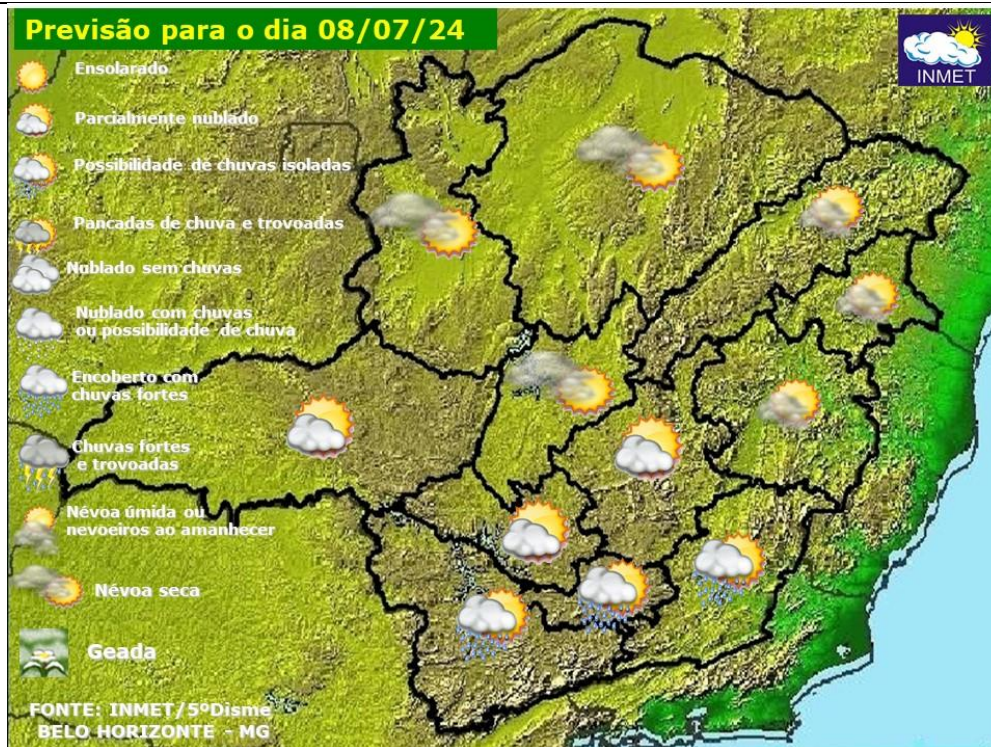 Previsão para o dia 08/07/24
INMET
Ensolarado
Parcialmente nublado
Possibilidade de chuvas isoladas
Pancadas de chuva e trovoadas
Nublado sem chuvas
Nublado com chuvas
ou possibilidade de chuva
Encoberto com
chuvas fortes
Chuvas fortes
e trovoadas
Névoa úmida ou
nevoeiros ao amanhecer
Névoa seca
Geada
FONTE: INMET/5ºDisme
BELO HORIZONTE - MG